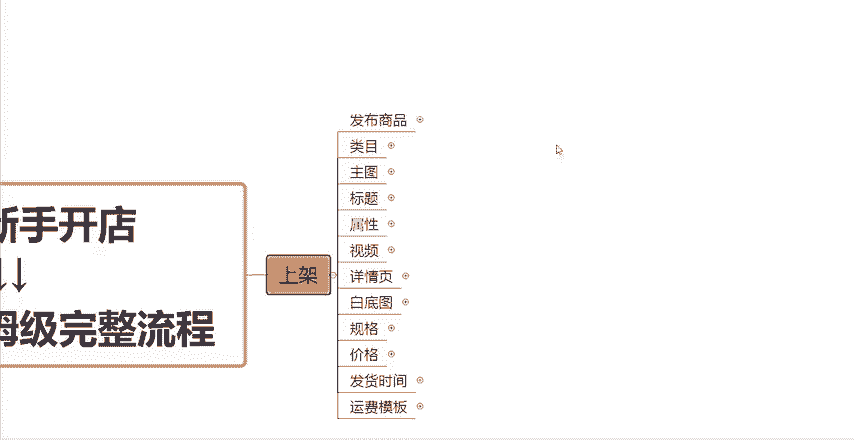 新手开店
↓↓
姆级完整流程
上架
发布商品
类目
主图
标题
属性
视频
详情页
白底图
规格
价格
发货时间
运费模板